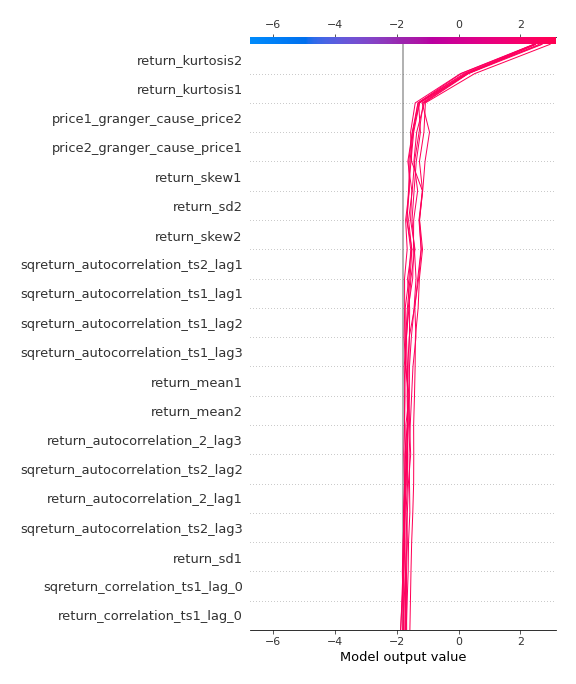 −6 −4 −2 0 2
return_kurtosis2
return_kurtosis1
price1_granger_cause_price2
price2_granger_cause_price1
return_skew1
return_sd2
return_skew2
sqreturn_autocorrelation_ts2_lag1
sqreturn_autocorrelation_ts1_lag1
sqreturn_autocorrelation_ts1_lag2
sqreturn_autocorrelation_ts1_lag3
return_mean1
return_mean2
return_autocorrelation_2_lag3
sqreturn_autocorrelation_ts2_lag2
return_autocorrelation_2_lag1
sqreturn_autocorrelation_ts2_lag3
return_sd1
sqreturn_correlation_ts1_lag_0
return_correlation_ts1_lag_0
−6 −4 −2 0 2
Model output value